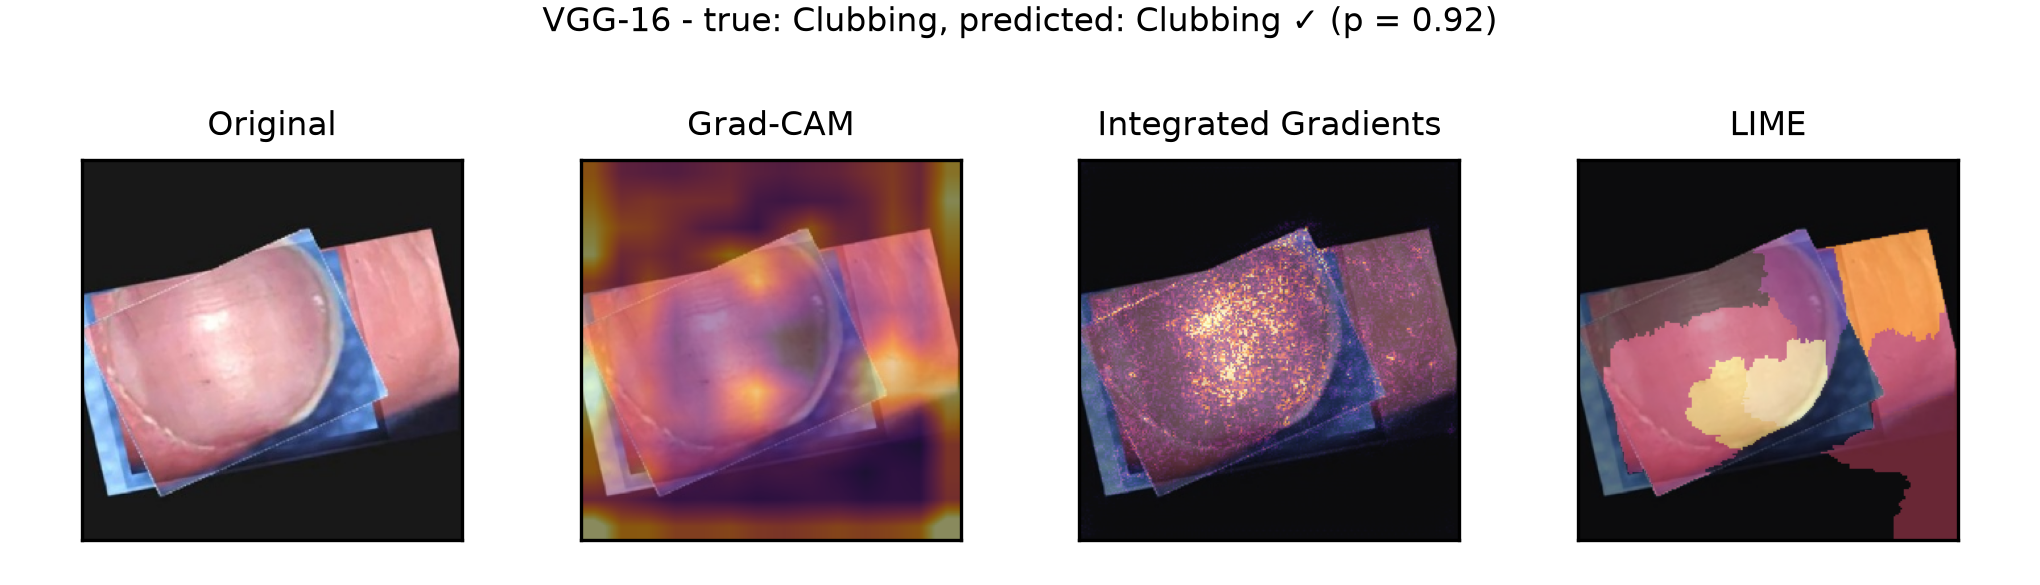 VGG-16 - true: Clubbing, predicted: Clubbing ✓ (p = 0.92)
Original
Grad-CAM
Integrated Gradients
LIME